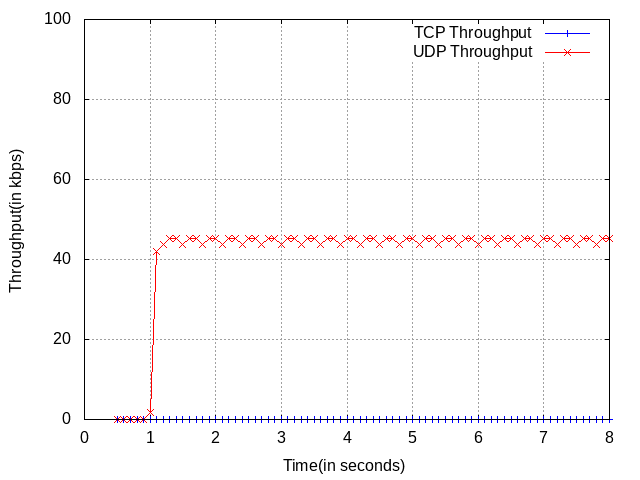 100
80
60
40
20
0
0 1 2 3 4 5 6 7 8
Throughput(in kbps)
Time(in seconds)
TCP Throughput
UDP Throughput